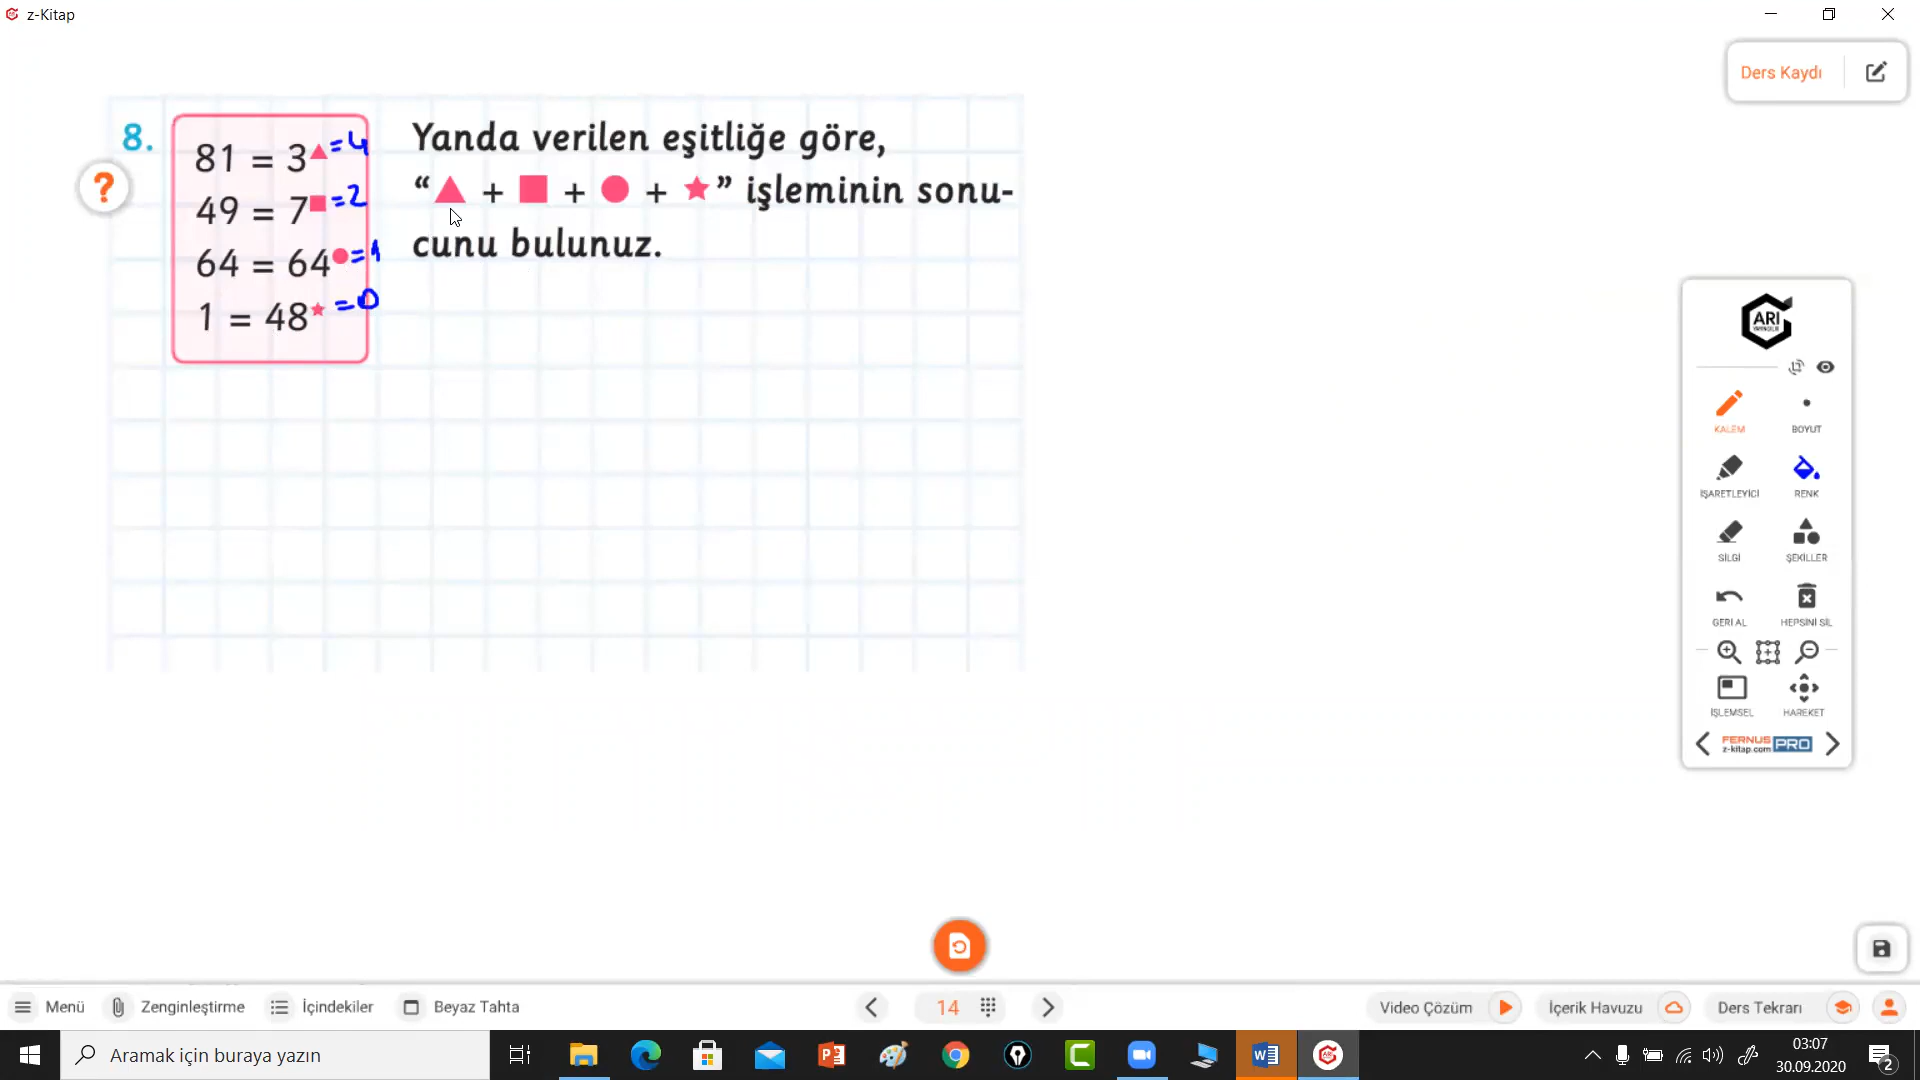 z-Kitap
Ders Kaydı
8.
81 = 3▲ = 4
49 = 7■ = 2
64 = 64● = 1
1 = 48★ = 0
Yanda verilen eşitliğe göre,
“▲ + ■ + ● + ★” işleminin sonu-
cunu bulunuz.
?
ARI
YAYINCILIK
KALEM
BOYUT
İŞARETLEYİCİ
RENK
SİLGİ
ŞEKİLLER
GERİ AL
HEPSİNİ SİL
İŞLEMSEL
HAREKET
FERNUS
z-kitap.com PRO
Menü
Zenginleştirme
İçindekiler
Beyaz Tahta
14
Video Çözüm
İçerik Havuzu
Ders Tekrarı
Aramak için buraya yazın
03:07
30.09.2020
2